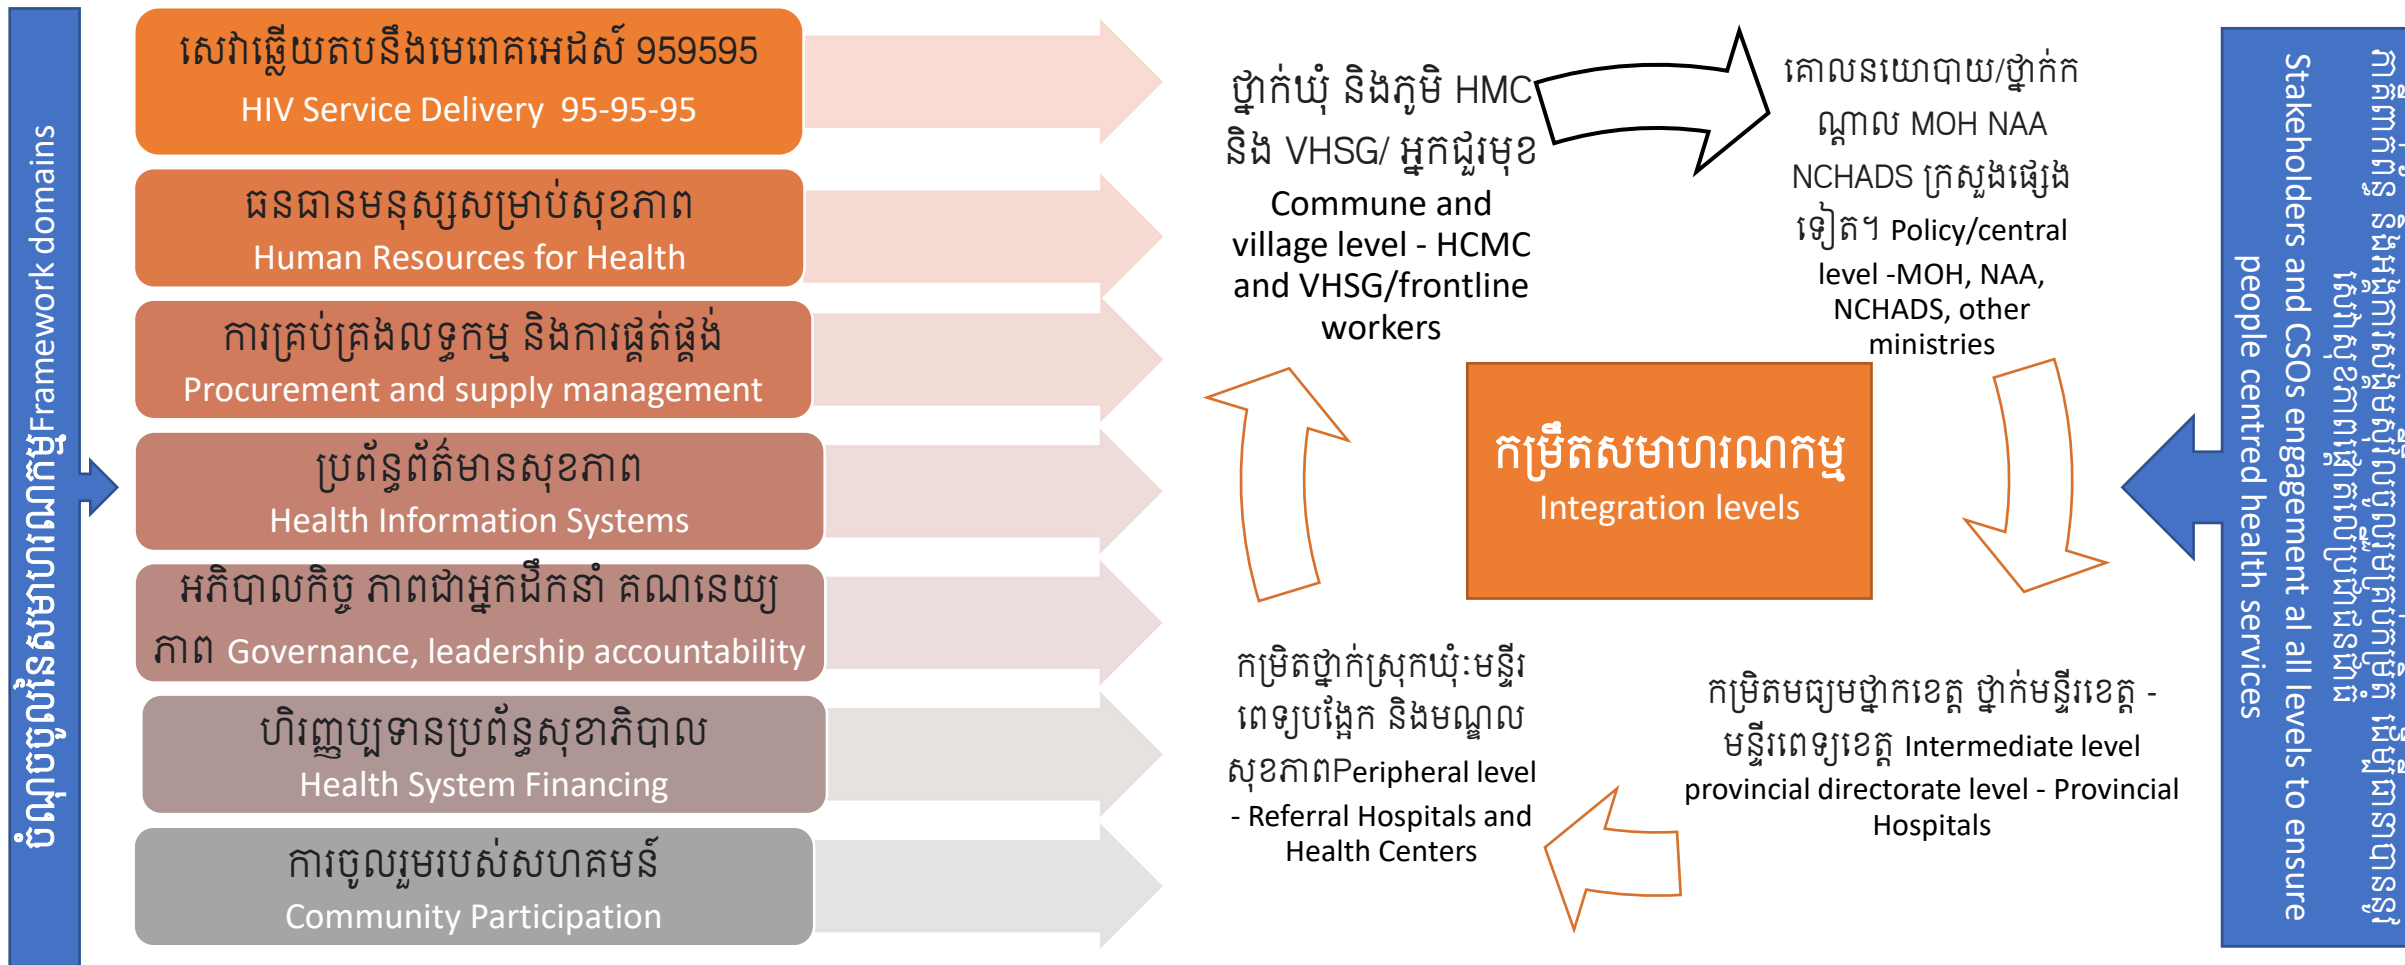 ចំណុចចូលនៃសមាហរណកម្មFramework domains
សេវាឆ្លើយតបនឹងមេរោគអេដស៍ 959595
HIV Service Delivery  95-95-95
ធនធានមនុស្សសម្រាប់សុខភាព
Human Resources for Health
ការគ្រប់គ្រងលទ្ធកម្ម និងការផ្គត់ផ្គង់
Procurement and supply management
ប្រព័ន្ធព័ត៌មានសុខភាព
Health Information Systems
អភិបាលកិច្ច ភាពជាអ្នកដឹកនាំ គណនេយ្យ
ភាព Governance, leadership accountability
ហិរញ្ញប្បទានប្រព័ន្ធសុខាភិបាល
Health System Financing
ការចូលរួមរបស់សហគមន៍
Community Participation
ថ្នាក់ឃុំ និងភូមិ HMC
និង VHSG/ អ្នកជួរមុខ
Commune and
village level - HCMC
and VHSG/frontline
workers
គោលនយោបាយ/ថ្នាក់ក
ណ្តាល MOH NAA
NCHADS ក្រសួងផ្សេង
ទៀត។ Policy/central
level -MOH, NAA,
NCHADS, other
ministries
កម្រឹតសមាហរណកម្ម
Integration levels
កម្រិតថ្នាក់ស្រុកឃុំៈមន្ទីរ
ពេទ្យបង្អែក និងមណ្ឌល
សុខភាពPeripheral level
- Referral Hospitals and
Health Centers
កម្រិតមធ្យមថ្នាកខេត្ត ថ្នាក់មន្ទីរខេត្ត -
មន្ទីរពេទ្យខេត្ត Intermediate level
provincial directorate level - Provincial
Hospitals
សេវាសុខភាពផ្តោតលើប្រជាជនជាធំ
Stakeholders and CSOs engagement al all levels to ensure
people centred health services